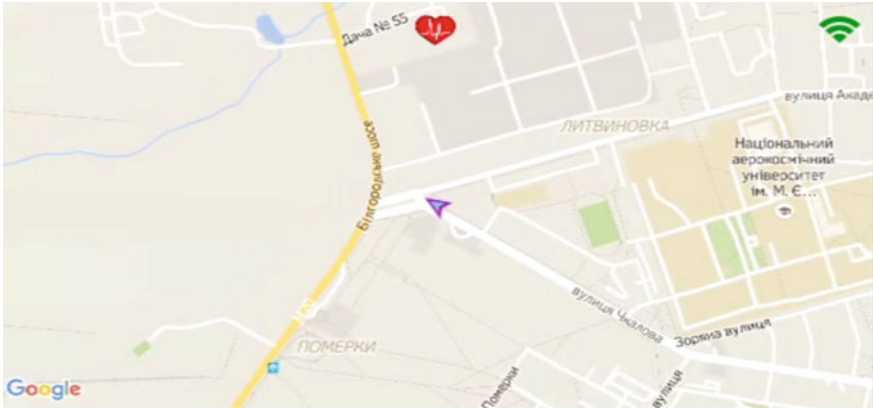 Дача № 55
вулиця Акаде
ЛИТВИНОВКА
Національний
аерокосмічний
університет
ім. М. Є...
Білгородське шосе
вулиця Чкалова
Зоряна вулиця
ПОМЕРКИ
Померки
вулиця
Google